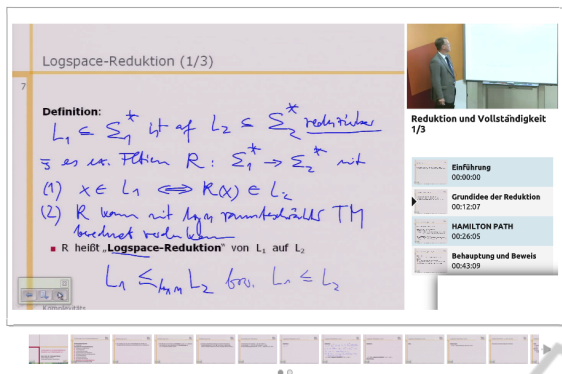 Logspace-Reduktion (1/3)
7
Definition:
L₁ ⊆ Σ₁* ist auf L₂ ⊆ Σ₂* reduzierbar
es ex. Fktion R: Σ₁* → Σ₂* mit
(1) x ∈ L₁ ⟺ R(x) ∈ L₂
(2) R kann mit log n TM
berechnet werden kann
R heißt „Logspace-Reduktion" von L₁ auf L₂
L₁ ≤log n L₂ bzw. L₁ ≤ L₂
Reduktion und Vollständigkeit
1/3
Einführung
00:00:00
Grundidee der Reduktion
00:12:07
HAMILTON PATH
00:26:05
Behauptung und Beweis
00:43:09